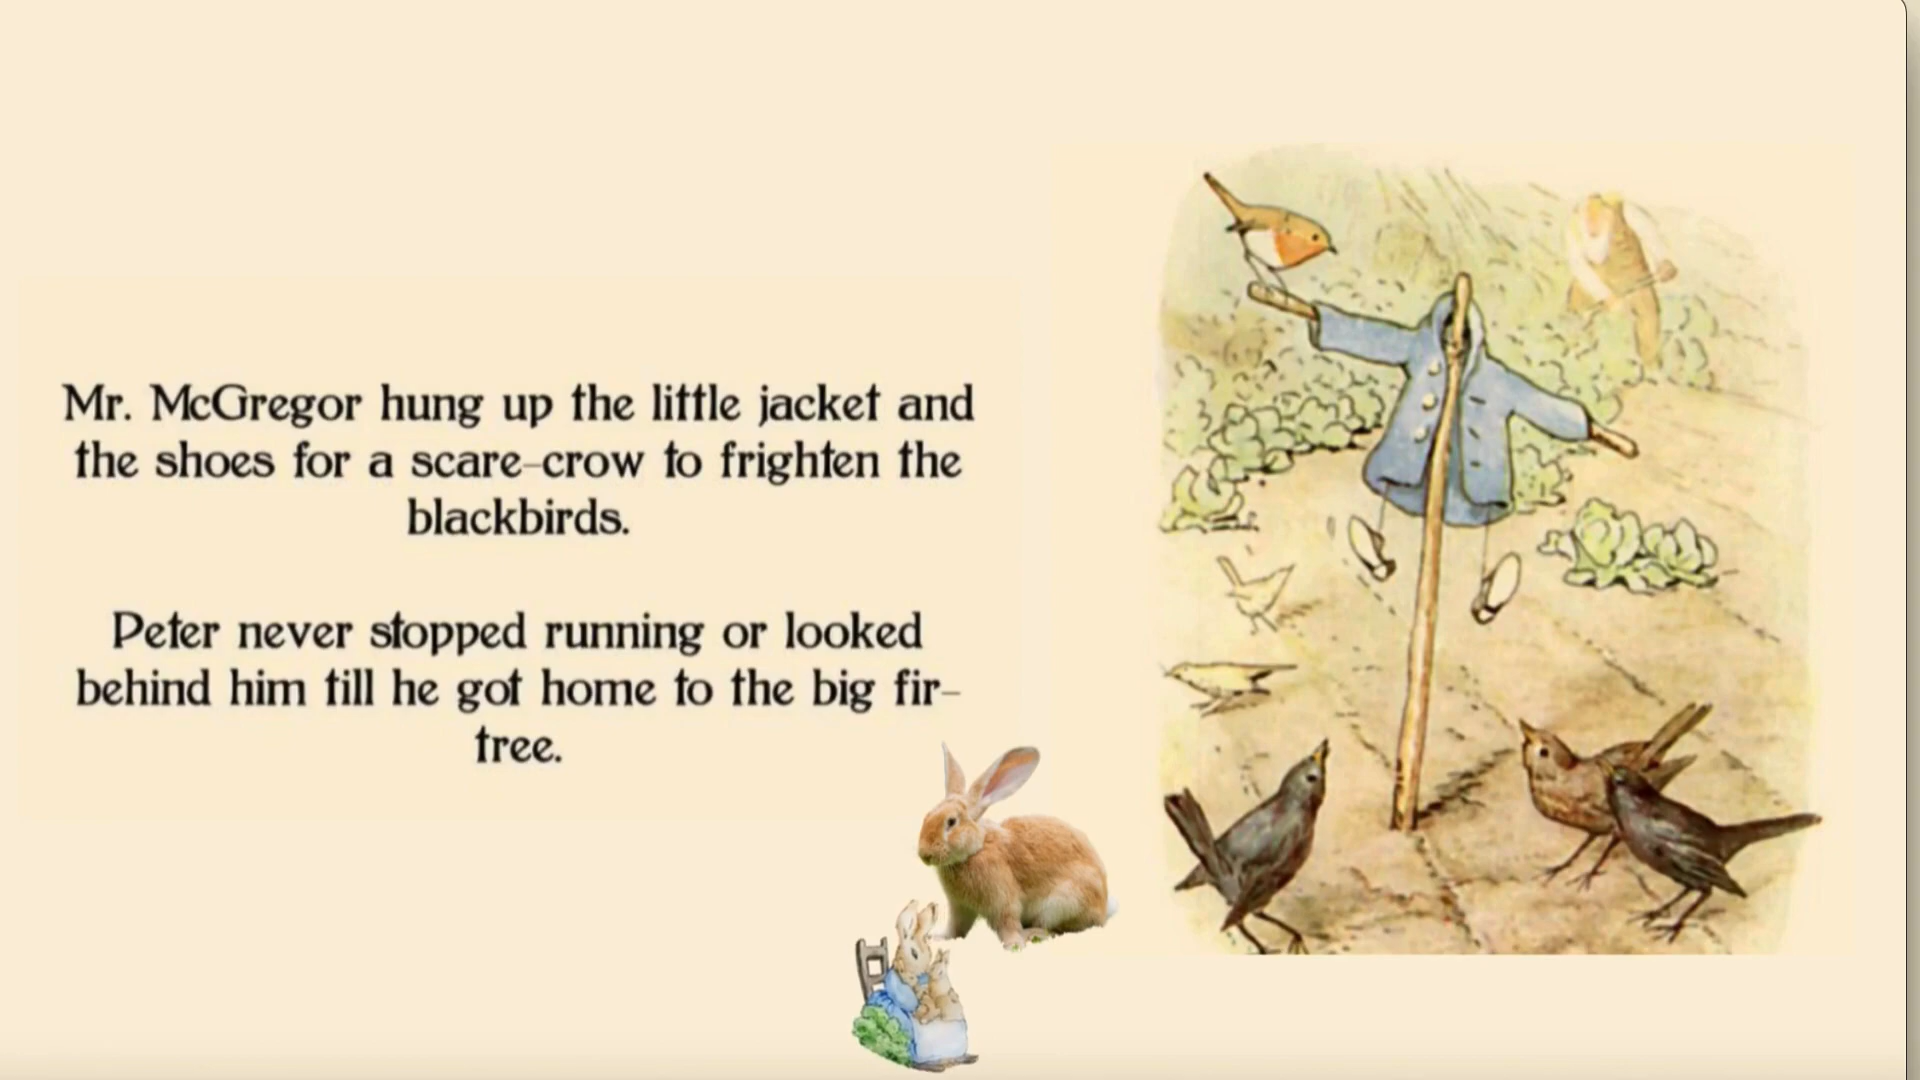 Mr. McGregor hung up the little jacket and
the shoes for a scare-crow to frighten the
blackbirds.
Peter never stopped running or looked
behind him till he got home to the big fir-
tree.